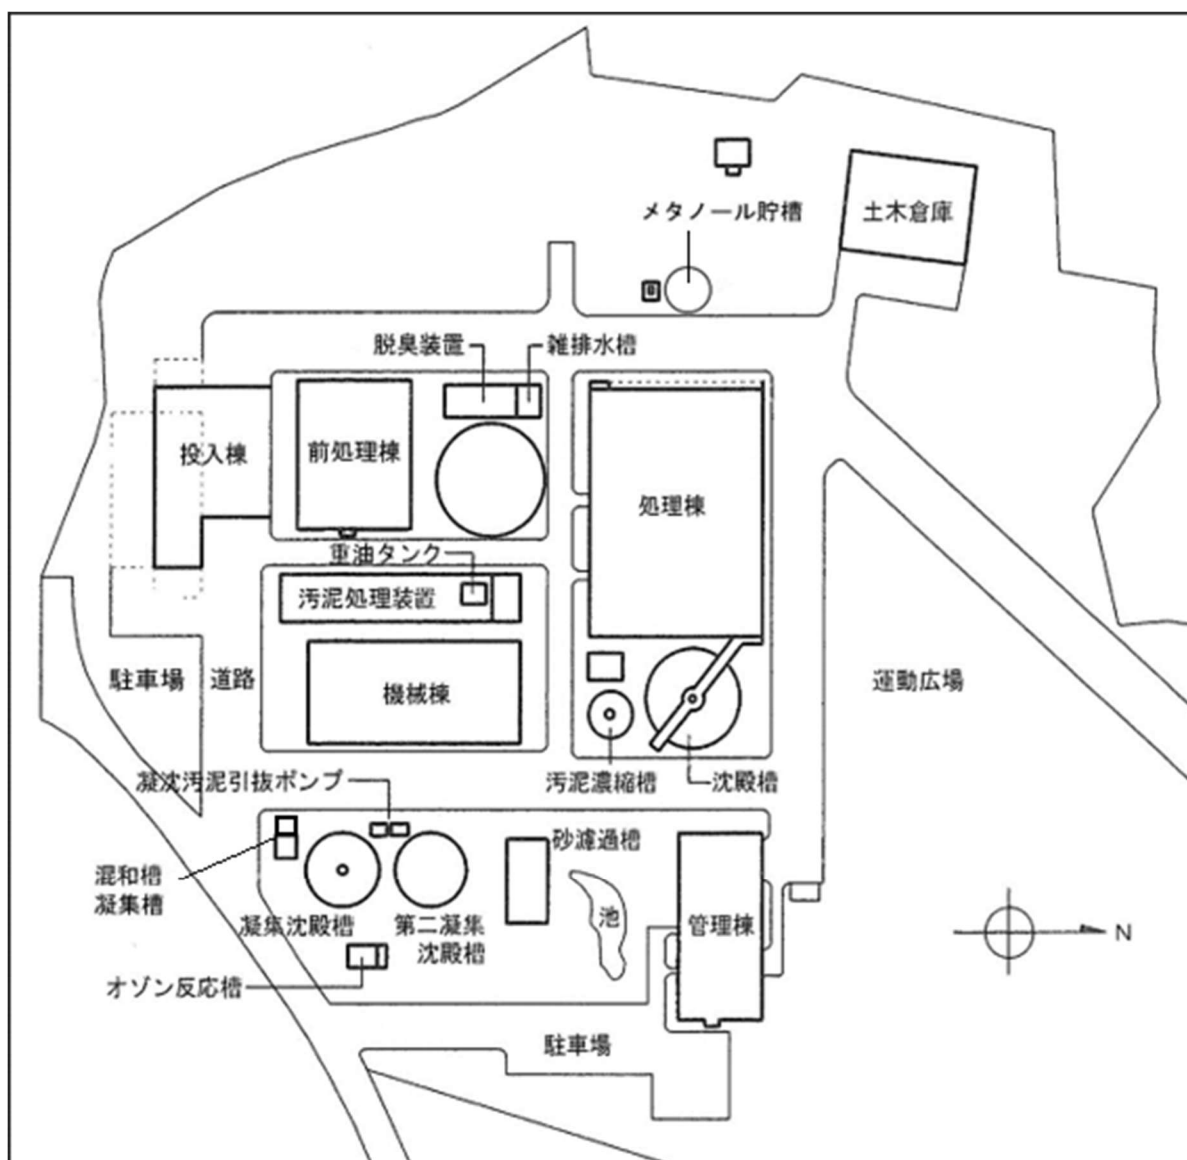 メタノール貯槽
土木倉庫
脱臭装置
雑排水槽
投入棟
前処理棟
処理棟
重油タンク
汚泥処理装置
駐車場
道路
機械棟
運動広場
凝沈汚泥引抜ポンプ
汚泥濃縮槽
沈殿槽
砂濾過槽
混和槽
凝集槽
凝集沈殿槽
第二凝集
沈殿槽
池
管理棟
N
オゾン反応槽
駐車場